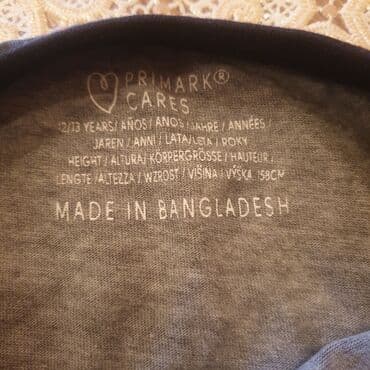 PRIMARK®
CARES
12/13 YEARS/ AÑOS / ANOS / JAHRE / ANNÉES /
JAREN / ANNI / LATA/LETA / ROKY
HEIGHT / ALTURA/ KÖRPERGRÖSSE / HAUTEUR /
LENGTE /ALTEZZA / WZROST / VIŠINA / VÝŠKA 158CM
MADE IN BANGLADESH